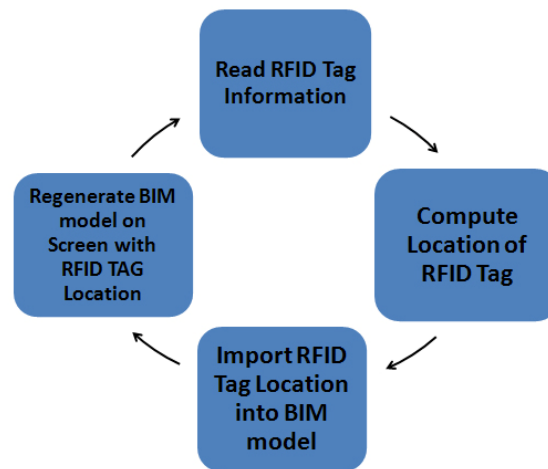 Read RFID Tag
Information
Compute
Location of
RFID Tag
Import RFID
Tag Location
into BIM
model
Regenerate BIM
model on
Screen with
RFID TAG
Location